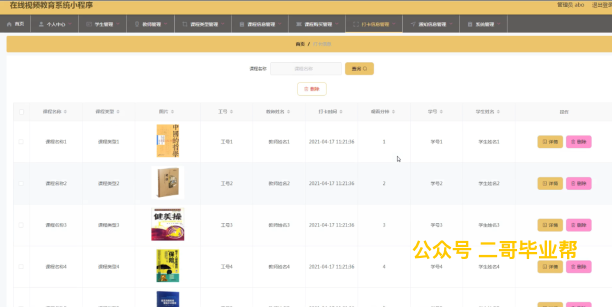 在线视频教育系统小程序
管理员 abo 退出登录
首页 个人中心 学生管理 教师管理 课程类型管理 课程信息管理 课程购买管理 打卡信息管理 通知信息管理 系统管理
首页 / 打卡信息
课程名称 课程名称 查询
删除
课程名称 课程类型 图片 工号 教师姓名 打卡时间 学号 学生姓名 操作
课程名称1 课程类型1 中国的哲学 工号1 教师姓名1 2021-04-17 11:21:36 1 学号1 学生姓名1 详情 删除
课程名称2 课程类型2 工号2 教师姓名2 2021-04-17 11:21:36 2 学号2 学生姓名2 详情 删除
课程名称3 课程类型3 健美操 工号3 教师姓名3 2021-04-17 11:21:36 3 学号3 学生姓名3 详情 删除
公众号 二哥毕业帮
课程名称4 课程类型4 保险 工号4 教师姓名4 2021-04-17 11:21:36 4 学号4 学生姓名4 详情 删除